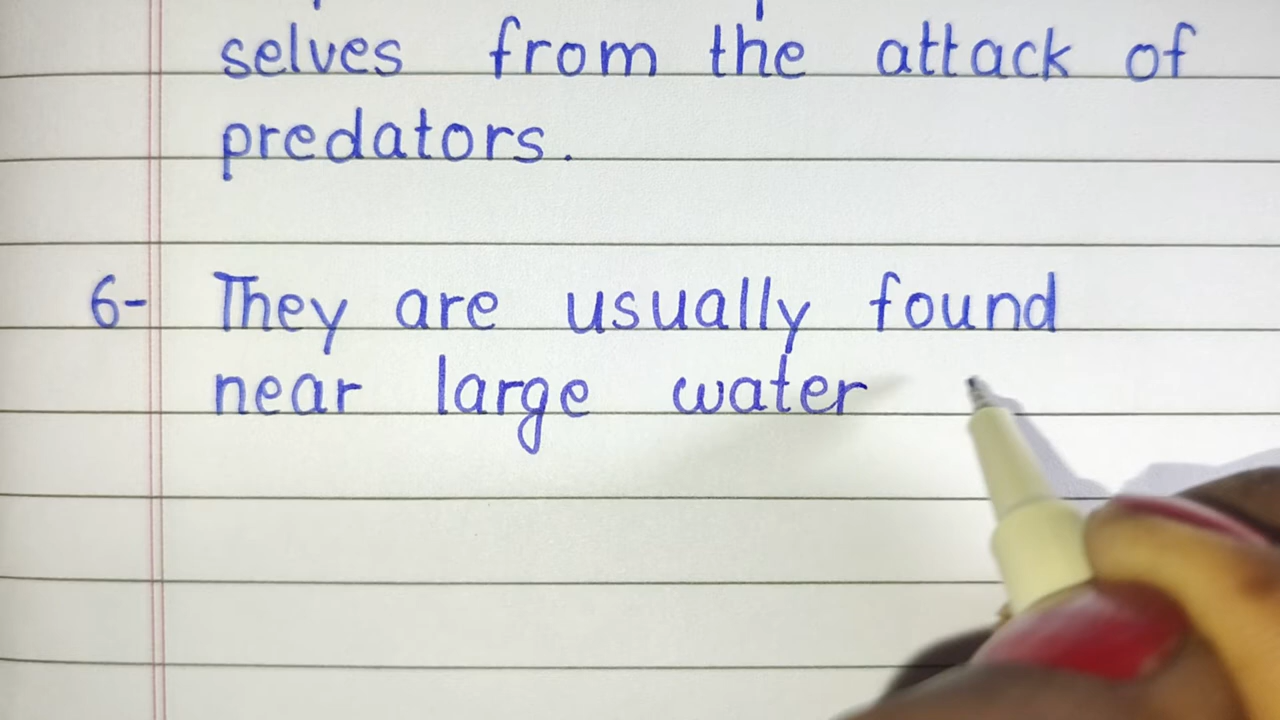 selves from the attack of
predators.
6- They are usually found
near large water